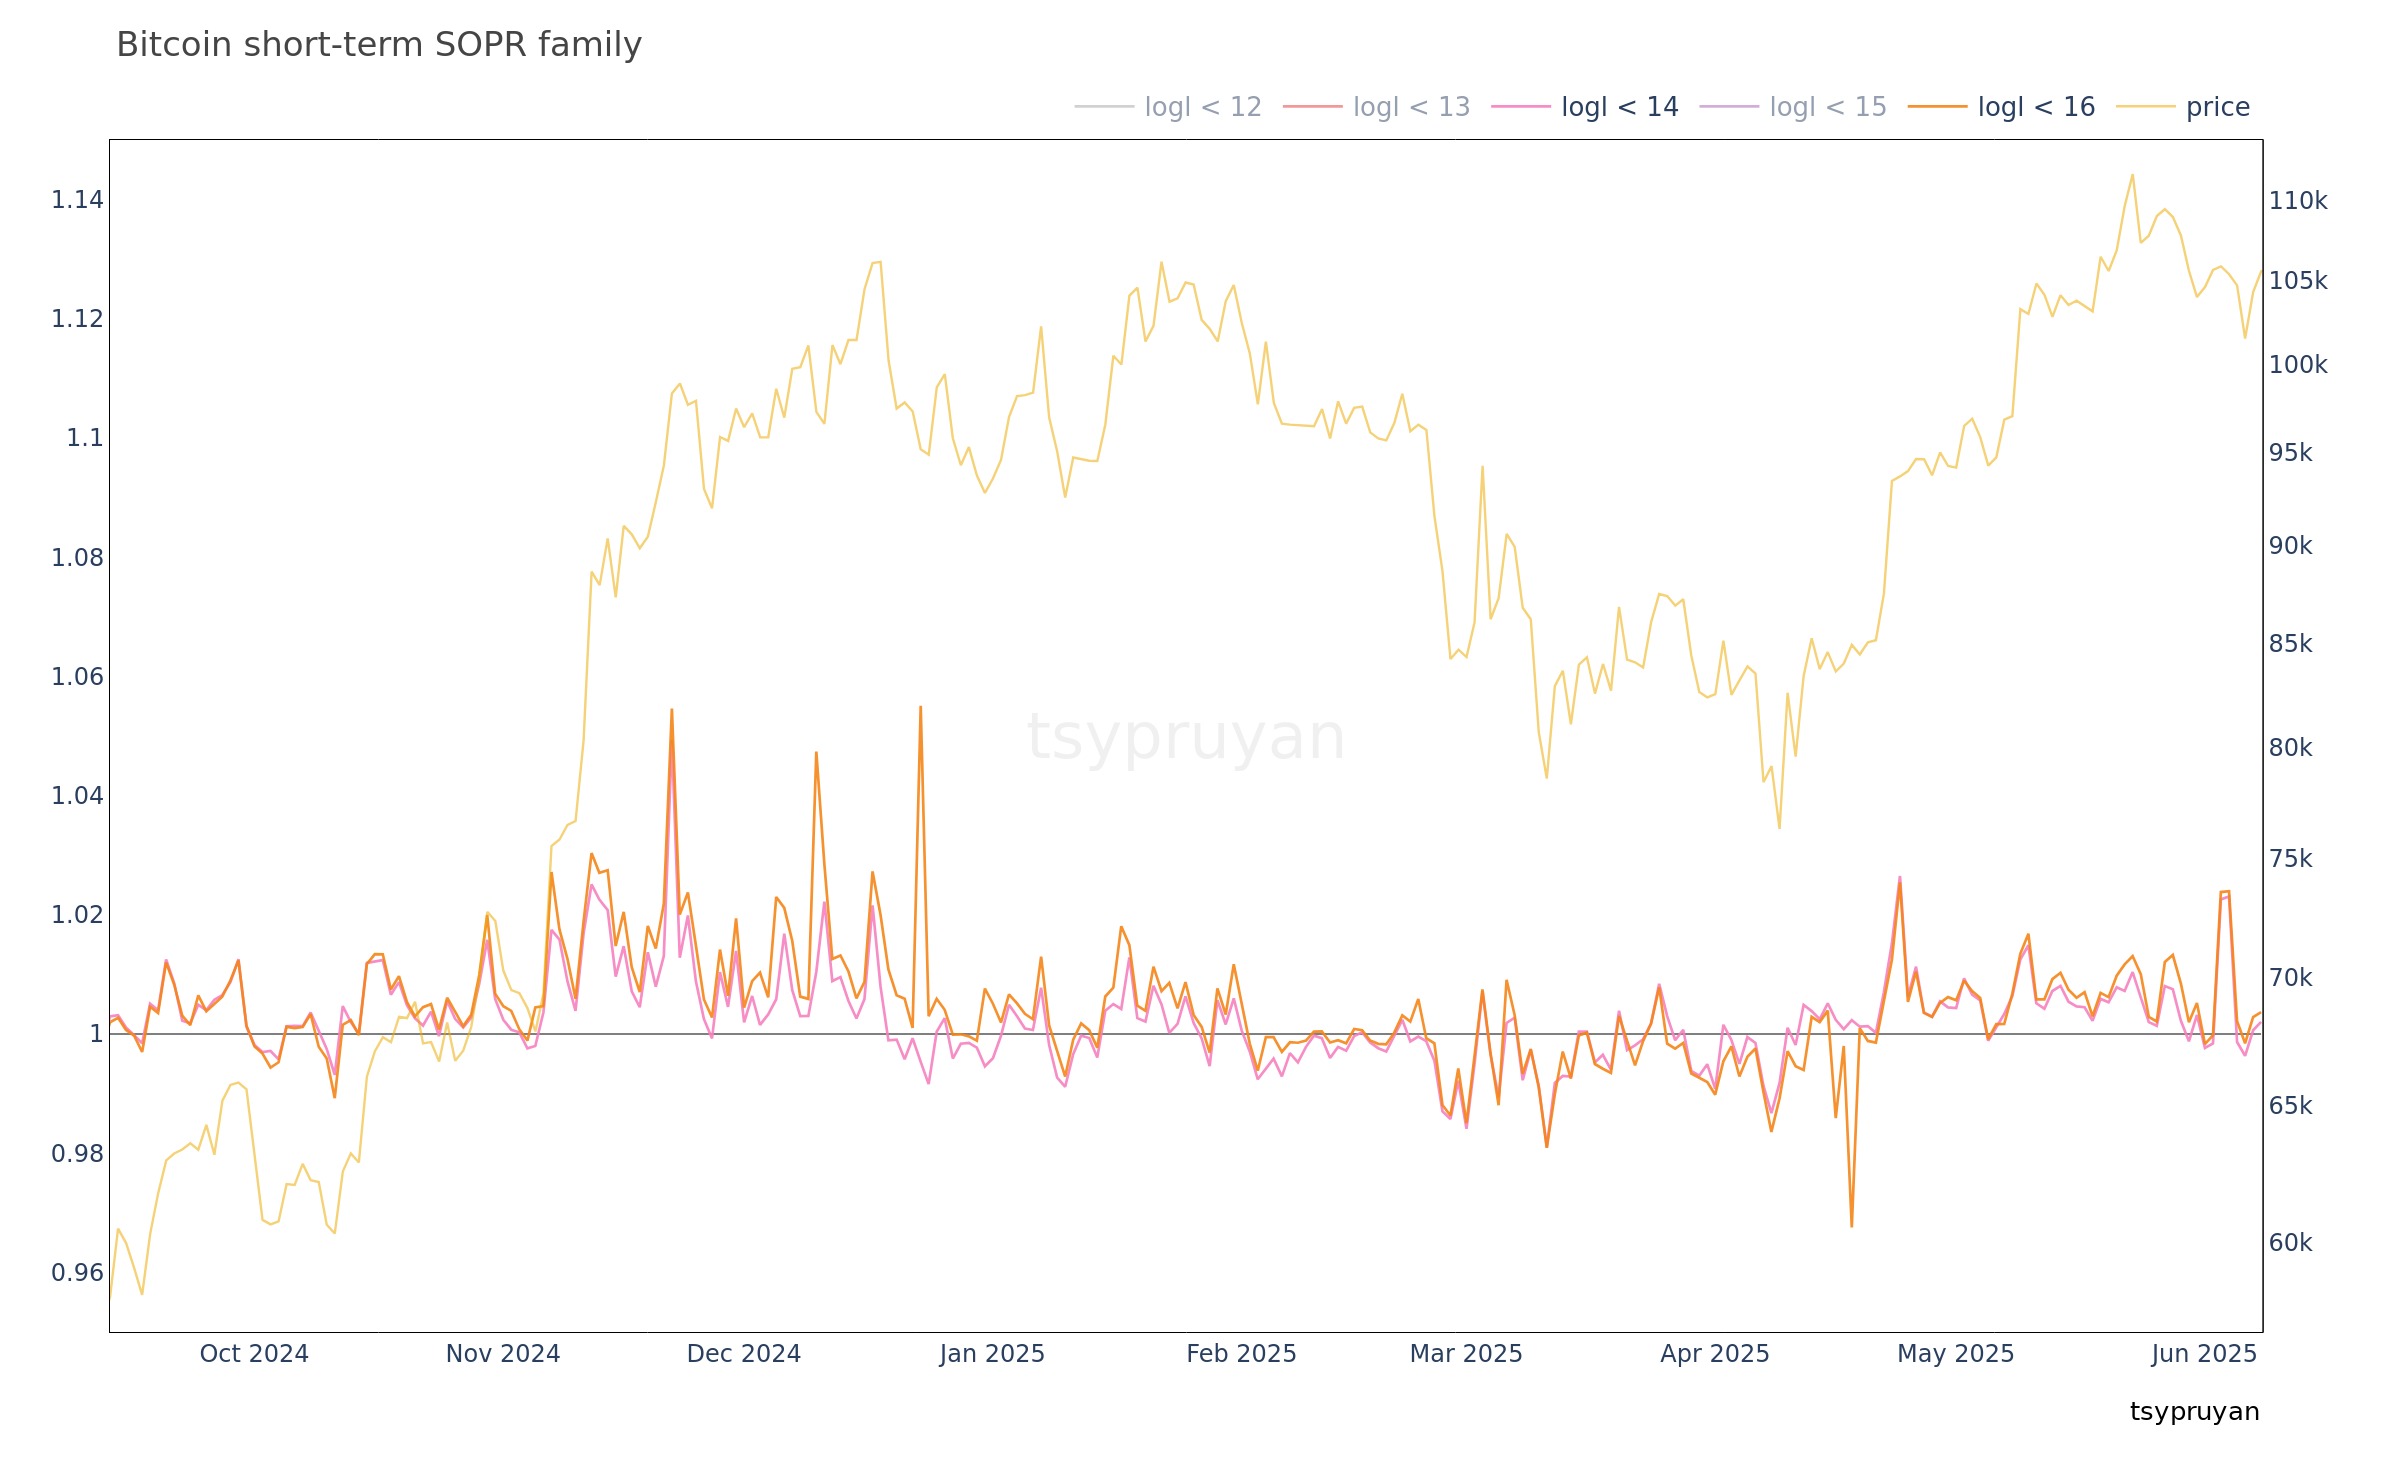 Bitcoin short-term SOPR family
logl < 12 logl < 13 logl < 14 logl < 15 logl < 16 price
1.14
1.12
1.1
1.08
1.06
1.04
1.02
1
0.98
0.96
110k
105k
100k
95k
90k
85k
80k
75k
70k
65k
60k
tsypruyan
Oct 2024 Nov 2024 Dec 2024 Jan 2025 Feb 2025 Mar 2025 Apr 2025 May 2025 Jun 2025
tsypruyan